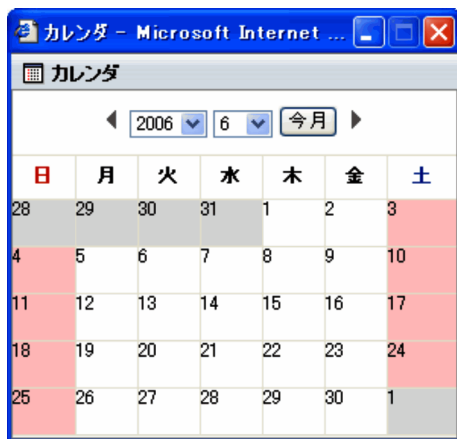 カレンダ - Microsoft Internet ...
カレンダ
2006 6 今月
日 月 火 水 木 金 土
28 29 30 31 1 2 3
4 5 6 7 8 9 10
11 12 13 14 15 16 17
18 19 20 21 22 23 24
25 26 27 28 29 30 1